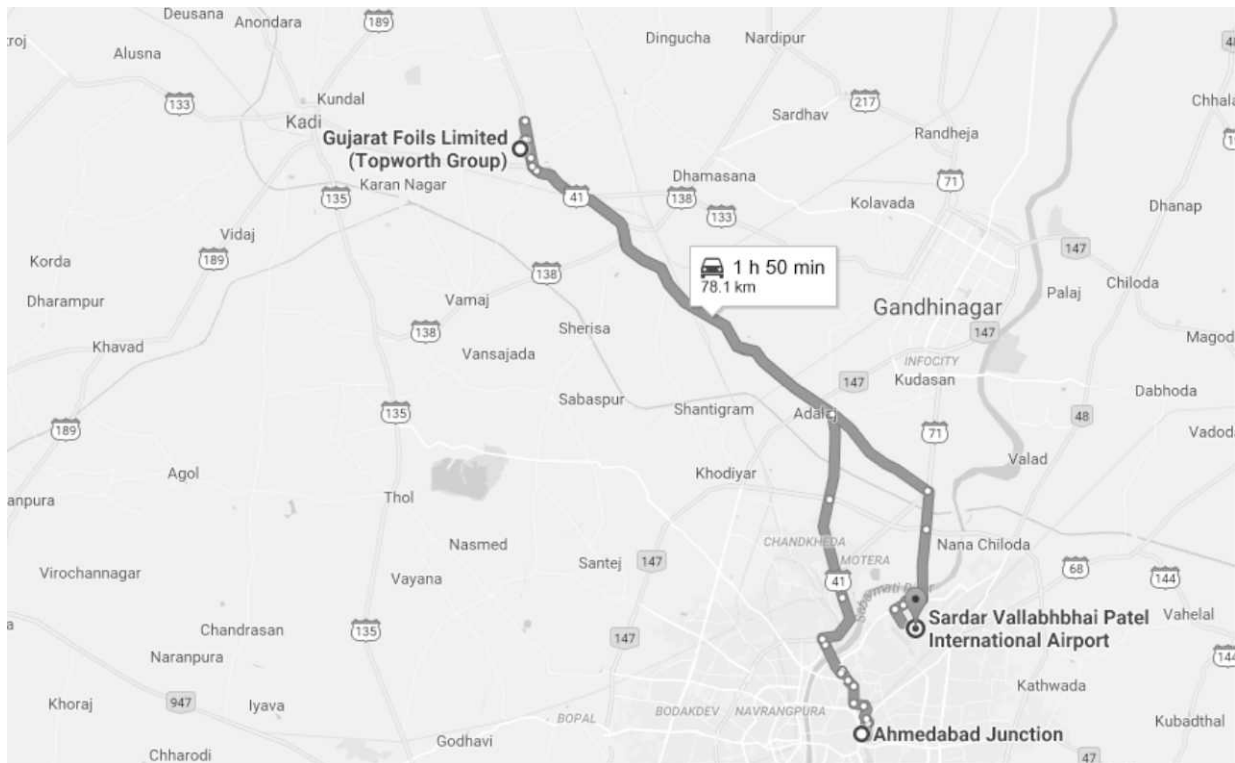 Deusana
Anondara
189
troj
Alusna
Dingucha
Nardipur
48
133
Kundal
Kadi
217
Chhala
Sardhav
Randheja
Gujarat Foils Limited
(Topworth Group)
Karan Nagar
135
41
Dhamasana
138
133
71
Kolavada
Dhanap
Vidaj
189
147
Korda
138
1 h 50 min
78.1 km
Chiloda
Palaj
Dharampur
Vamaj
Gandhinagar
138
Sherisa
147
Magod
Khavad
Vansajada
INFOCITY
147
Kudasan
Dabhoda
Sabaspur
Shantigram
135
48
189
71
Vadoda
Agol
Khodiyar
Valad
anpura
Thol
CHANDKHEDA
Nasmed
Nana Chiloda
MOTERA
Santej
147
68
Virochannagar
Vayana
41
144
Sardar Vallabhbhai Patel
International Airport
Vahelal
Chandrasan
135
147
Naranpura
144
Kathwada
947
Khoraj
Iyava
BOPAL
BODAKDEV
NAVRANGPURA
Kubadthal
Godhavi
Ahmedabad Junction
Chharodi
47